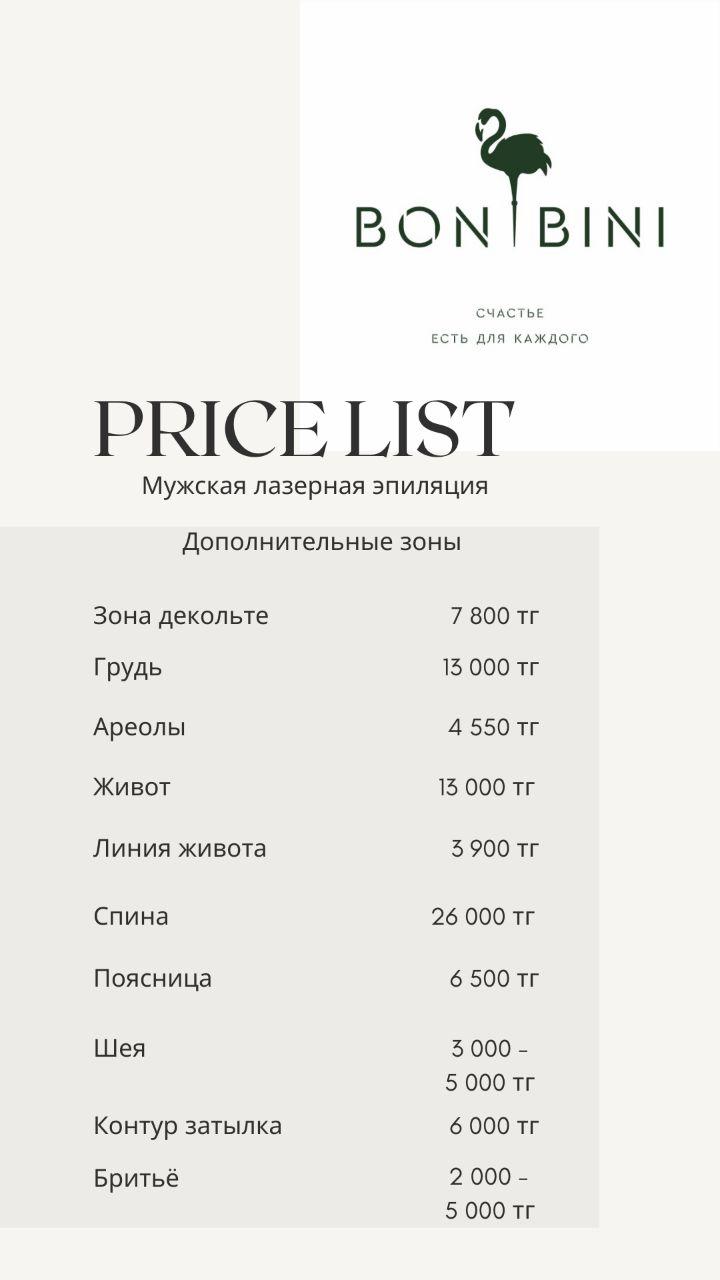 BON BINI
СЧАСТЬЕ
ЕСТЬ ДЛЯ КАЖДОГО
PRICE LIST
Мужская лазерная эпиляция
Дополнительные зоны
Зона декольте 7 800 тг
Грудь 13 000 тг
Ареолы 4 550 тг
Живот 13 000 тг
Линия живота 3 900 тг
Спина 26 000 тг
Поясница 6 500 тг
Шея 3 000 –
5 000 тг
Контур затылка 6 000 тг
Бритьё 2 000 –
5 000 тг